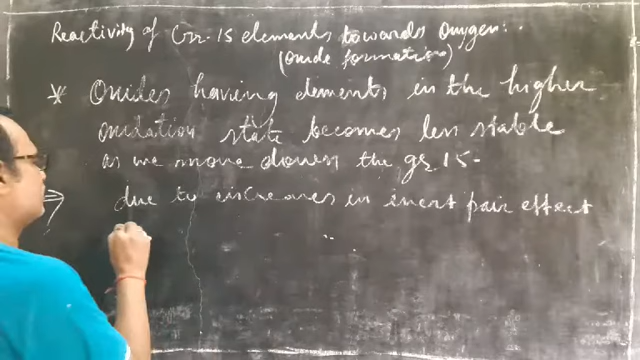 Reactivity of Gr. 15 elements towards Oxygen:-
(Oxide formation)
* Oxides having elements in the higher
oxidation state becomes less stable
as we move down the gr. 15-
⇒ due to increases in inert pair effect